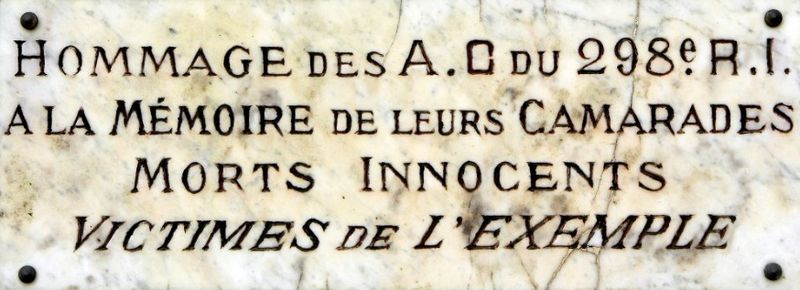 HOMMAGE DES A.C DU 298e R.I.
A LA MÉMOIRE DE LEURS CAMARADES
MORTS INNOCENTS
VICTIMES DE L'EXEMPLE